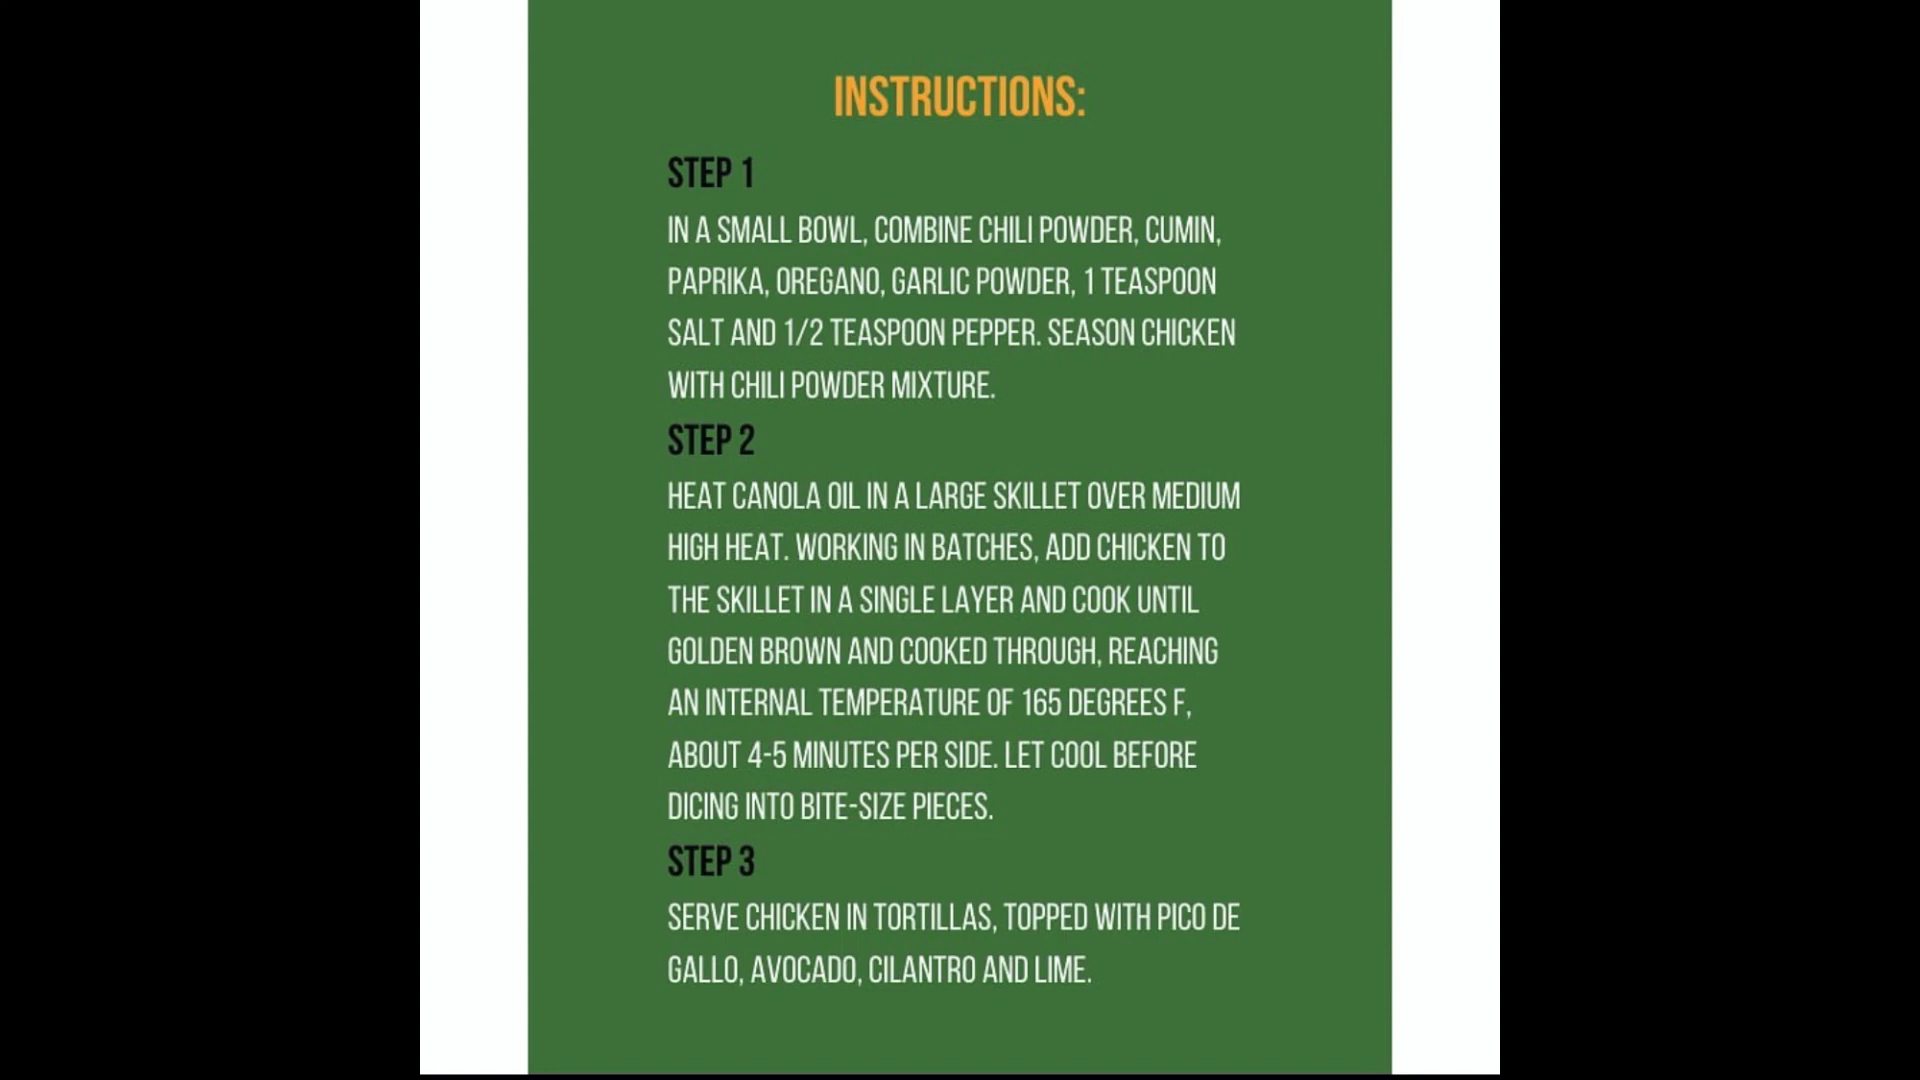 INSTRUCTIONS:
STEP 1
IN A SMALL BOWL, COMBINE CHILI POWDER, CUMIN,
PAPRIKA, OREGANO, GARLIC POWDER, 1 TEASPOON
SALT AND 1/2 TEASPOON PEPPER. SEASON CHICKEN
WITH CHILI POWDER MIXTURE.
STEP 2
HEAT CANOLA OIL IN A LARGE SKILLET OVER MEDIUM
HIGH HEAT. WORKING IN BATCHES, ADD CHICKEN TO
THE SKILLET IN A SINGLE LAYER AND COOK UNTIL
GOLDEN BROWN AND COOKED THROUGH, REACHING
AN INTERNAL TEMPERATURE OF 165 DEGREES F,
ABOUT 4-5 MINUTES PER SIDE. LET COOL BEFORE
DICING INTO BITE-SIZE PIECES.
STEP 3
SERVE CHICKEN IN TORTILLAS, TOPPED WITH PICO DE
GALLO, AVOCADO, CILANTRO AND LIME.